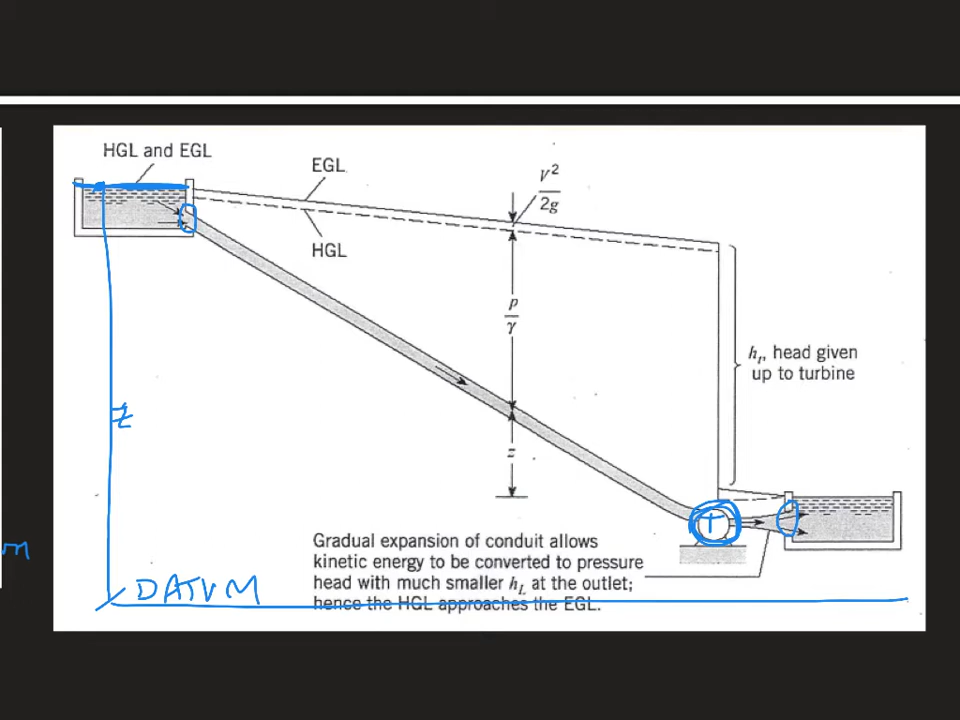 HGL and EGL
EGL
V²
2g
HGL
p
γ
z
z
hₜ, head given
up to turbine
T
Gradual expansion of conduit allows
kinetic energy to be converted to pressure
head with much smaller h_L at the outlet;
hence the HGL approaches the EGL.
DATUM